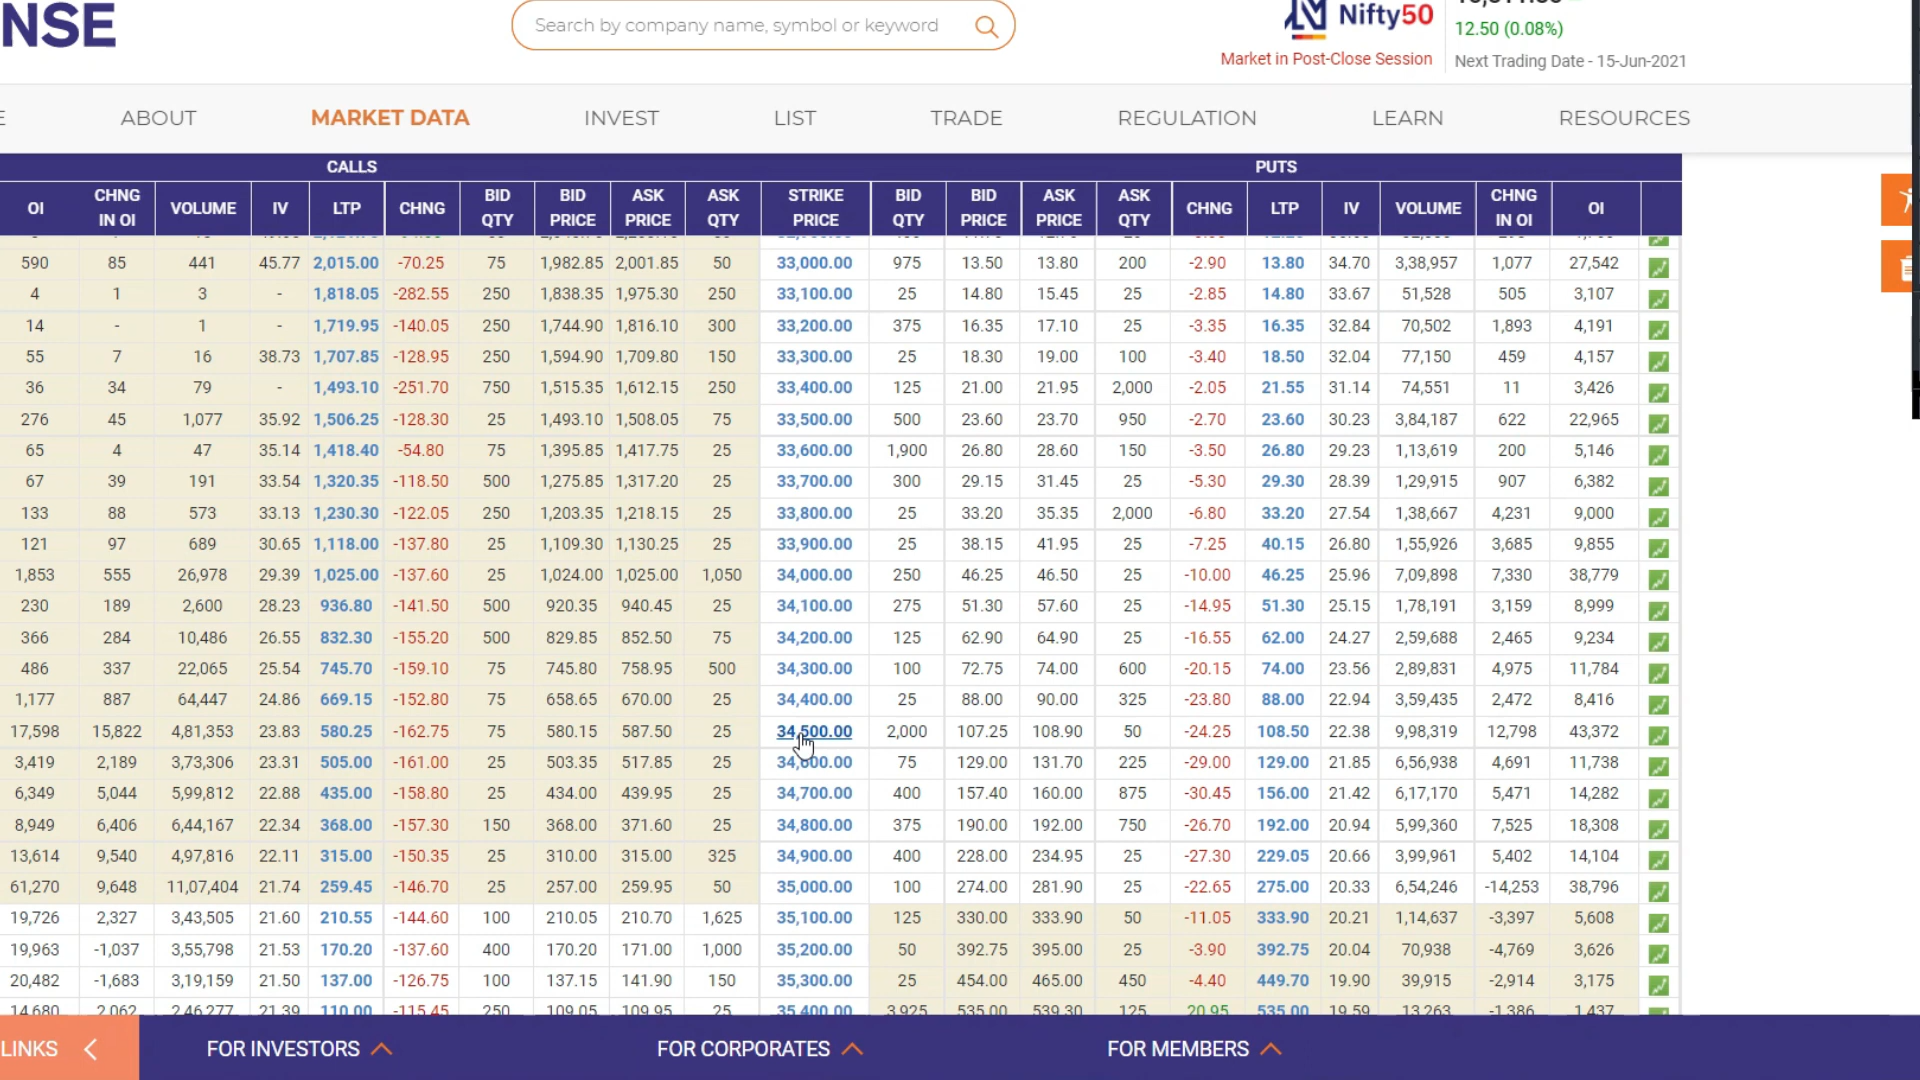 NSE
Search by company name, symbol or keyword
Nifty50
12.50 (0.08%)
Market in Post-Close Session
Next Trading Date - 15-Jun-2021
ABOUT MARKET DATA INVEST LIST TRADE REGULATION LEARN RESOURCES
CALLS PUTS
OI CHNG IN OI VOLUME IV LTP CHNG BID QTY BID PRICE ASK PRICE ASK QTY STRIKE PRICE BID QTY BID PRICE ASK PRICE ASK QTY CHNG LTP IV VOLUME CHNG IN OI OI
590 85 441 45.77 2,015.00 -70.25 75 1,982.85 2,001.85 50 33,000.00 975 13.50 13.80 200 -2.90 13.80 34.70 3,38,957 1,077 27,542
4 1 3 - 1,818.05 -282.55 250 1,838.35 1,975.30 250 33,100.00 25 14.80 15.45 25 -2.85 14.80 33.67 51,528 505 3,107
14 - 1 - 1,719.95 -140.05 250 1,744.90 1,816.10 300 33,200.00 375 16.35 17.10 25 -3.35 16.35 32.84 70,502 1,893 4,191
55 7 16 38.73 1,707.85 -128.95 250 1,594.90 1,709.80 150 33,300.00 25 18.30 19.00 100 -3.40 18.50 32.04 77,150 459 4,157
36 34 79 - 1,493.10 -251.70 750 1,515.35 1,612.15 250 33,400.00 125 21.00 21.95 2,000 -2.05 21.55 31.14 74,551 11 3,426
276 45 1,077 35.92 1,506.25 -128.30 25 1,493.10 1,508.05 75 33,500.00 500 23.60 23.70 950 -2.70 23.60 30.23 3,84,187 622 22,965
65 4 47 35.14 1,418.40 -54.80 75 1,395.85 1,417.75 25 33,600.00 1,900 26.80 28.60 150 -3.50 26.80 29.23 1,13,619 200 5,146
67 39 191 33.54 1,320.35 -118.50 500 1,275.85 1,317.20 25 33,700.00 300 29.15 31.45 25 -5.30 29.30 28.39 1,29,915 907 6,382
133 88 573 33.13 1,230.30 -122.05 250 1,203.35 1,218.15 25 33,800.00 25 33.20 35.35 2,000 -6.80 33.20 27.54 1,38,667 4,231 9,000
121 97 689 30.65 1,118.00 -137.80 25 1,109.30 1,130.25 25 33,900.00 25 38.15 41.95 25 -7.25 40.15 26.80 1,55,926 3,685 9,855
1,853 555 26,978 29.39 1,025.00 -137.60 25 1,024.00 1,025.00 1,050 34,000.00 250 46.25 46.50 25 -10.00 46.25 25.96 7,09,898 7,330 38,779
230 189 2,600 28.23 936.80 -141.50 500 920.35 940.45 25 34,100.00 275 51.30 57.60 25 -14.95 51.30 25.15 1,78,191 3,159 8,999
366 284 10,486 26.55 832.30 -155.20 500 829.85 852.50 75 34,200.00 125 62.90 64.90 25 -16.55 62.00 24.27 2,59,688 2,465 9,234
486 337 22,065 25.54 745.70 -159.10 75 745.80 758.95 500 34,300.00 100 72.75 74.00 600 -20.15 74.00 23.56 2,89,831 4,975 11,784
1,177 887 64,447 24.86 669.15 -152.80 75 658.65 670.00 25 34,400.00 25 88.00 90.00 325 -23.80 88.00 22.94 3,59,435 2,472 8,416
17,598 15,822 4,81,353 23.83 580.25 -162.75 75 580.15 587.50 25 34,500.00 2,000 107.25 108.90 50 -24.25 108.50 22.38 9,98,319 12,798 43,372
3,419 2,189 3,73,306 23.31 505.00 -161.00 25 503.35 517.85 25 34,600.00 75 129.00 131.70 225 -29.00 129.00 21.85 6,56,938 4,691 11,738
6,349 5,044 5,99,812 22.88 435.00 -158.80 25 434.00 439.95 25 34,700.00 400 157.40 160.00 875 -30.45 156.00 21.42 6,17,170 5,471 14,282
8,949 6,406 6,44,167 22.34 368.00 -157.30 150 368.00 371.60 25 34,800.00 375 190.00 192.00 750 -26.70 192.00 20.94 5,99,360 7,525 18,308
13,614 9,540 4,97,816 22.11 315.00 -150.35 25 310.00 315.00 325 34,900.00 400 228.00 234.95 25 -27.30 229.05 20.66 3,99,961 5,402 14,104
61,270 9,648 11,07,404 21.74 259.45 -146.70 25 257.00 259.95 50 35,000.00 100 274.00 281.90 25 -22.65 275.00 20.33 6,54,246 -14,253 38,796
19,726 2,327 3,43,505 21.60 210.55 -144.60 100 210.05 210.70 1,625 35,100.00 125 330.00 333.90 50 -11.05 333.90 20.21 1,14,637 -3,397 5,608
19,963 -1,037 3,55,798 21.53 170.20 -137.60 400 170.20 171.00 1,000 35,200.00 50 392.75 395.00 25 -3.90 392.75 20.04 70,938 -4,769 3,626
20,482 -1,683 3,19,159 21.50 137.00 -126.75 100 137.15 141.90 150 35,300.00 25 454.00 465.00 450 -4.40 449.70 19.90 39,915 -2,914 3,175
14,680 2,062 2,46,277 21.39 110.00 -115.45 250 109.05 109.95 25 35,400.00 3,925 535.00 539.30 125 20.95 535.00 19.59 13,263 -1,386 1,437
LINKS FOR INVESTORS FOR CORPORATES FOR MEMBERS